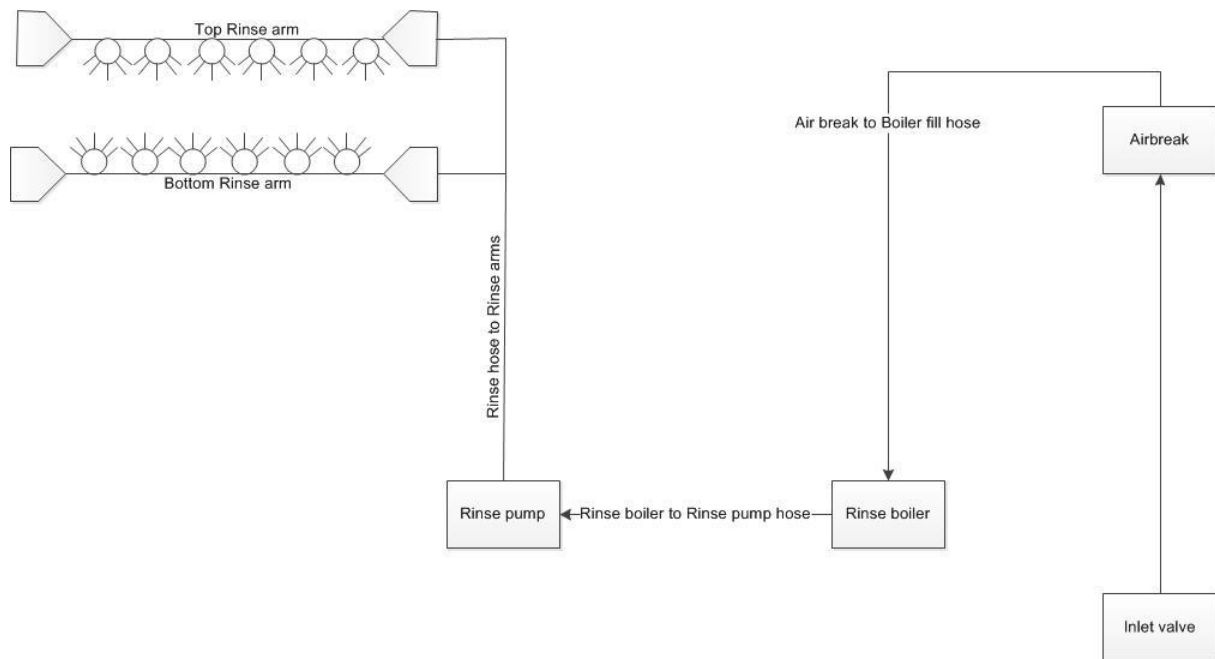 Top Rinse arm
Air break to Boiler fill hose
Airbreak
Bottom Rinse arm
Rinse hose to Rinse arms
Rinse pump
Rinse boiler to Rinse pump hose
Rinse boiler
Inlet valve